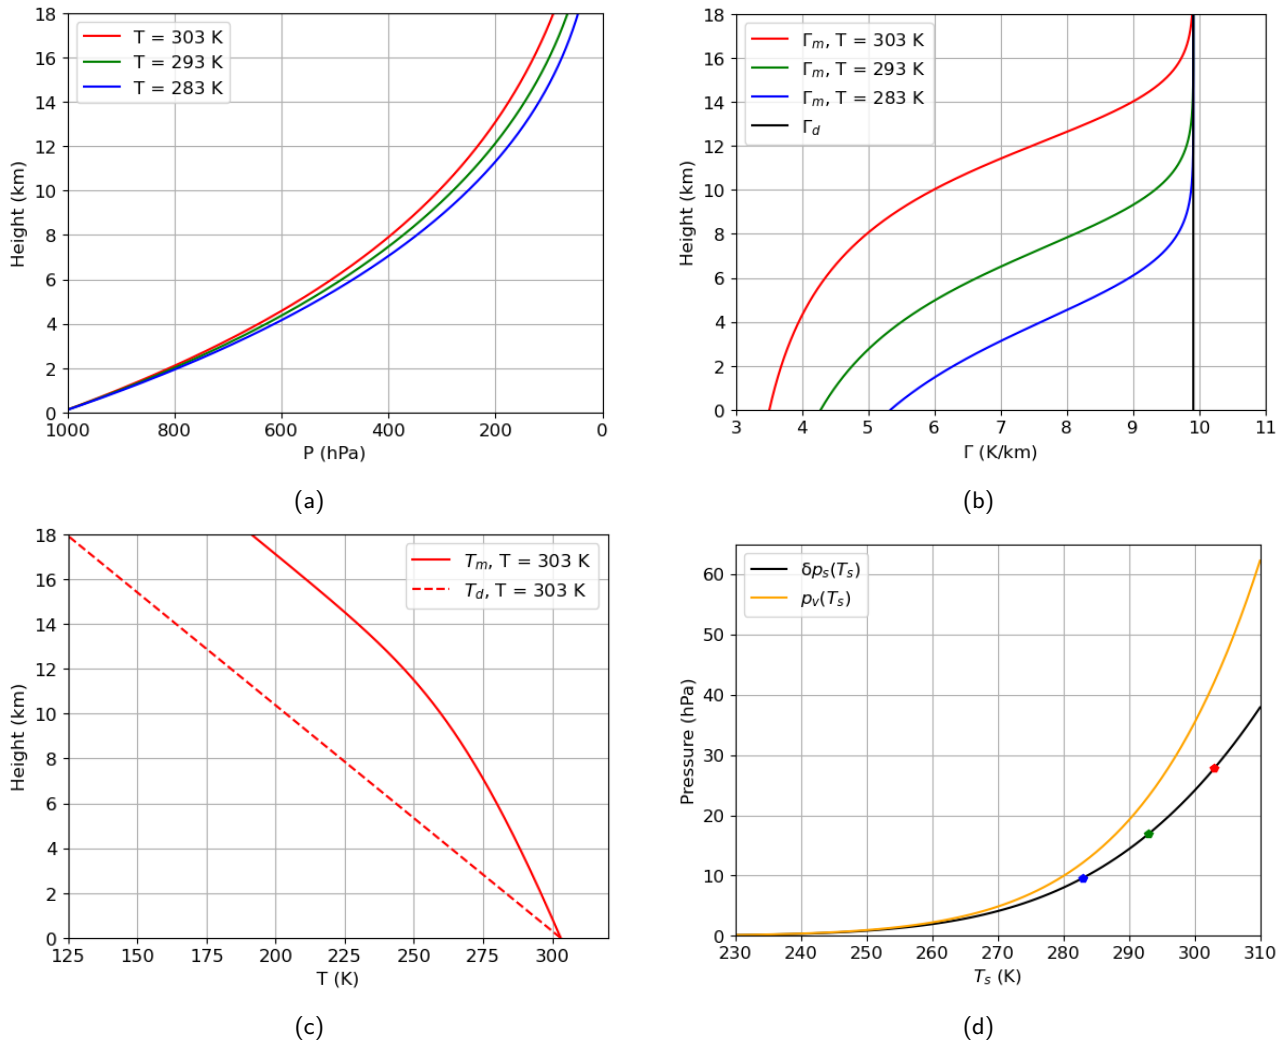 18
16
14
12
10
8
6
4
2
0
1000 800 600 400 200 0
Height (km)
P (hPa)
T = 303 K
T = 293 K
T = 283 K
(a)
18
16
14
12
10
8
6
4
2
0
3 4 5 6 7 8 9 10 11
Height (km)
Γ (K/km)
Γm, T = 303 K
Γm, T = 293 K
Γm, T = 283 K
Γd
(b)
18
16
14
12
10
8
6
4
2
0
125 150 175 200 225 250 275 300
Height (km)
T (K)
Tm, T = 303 K
Td, T = 303 K
(c)
60
50
40
30
20
10
0
230 240 250 260 270 280 290 300 310
Pressure (hPa)
Ts (K)
δps(Ts)
pv(Ts)
(d)